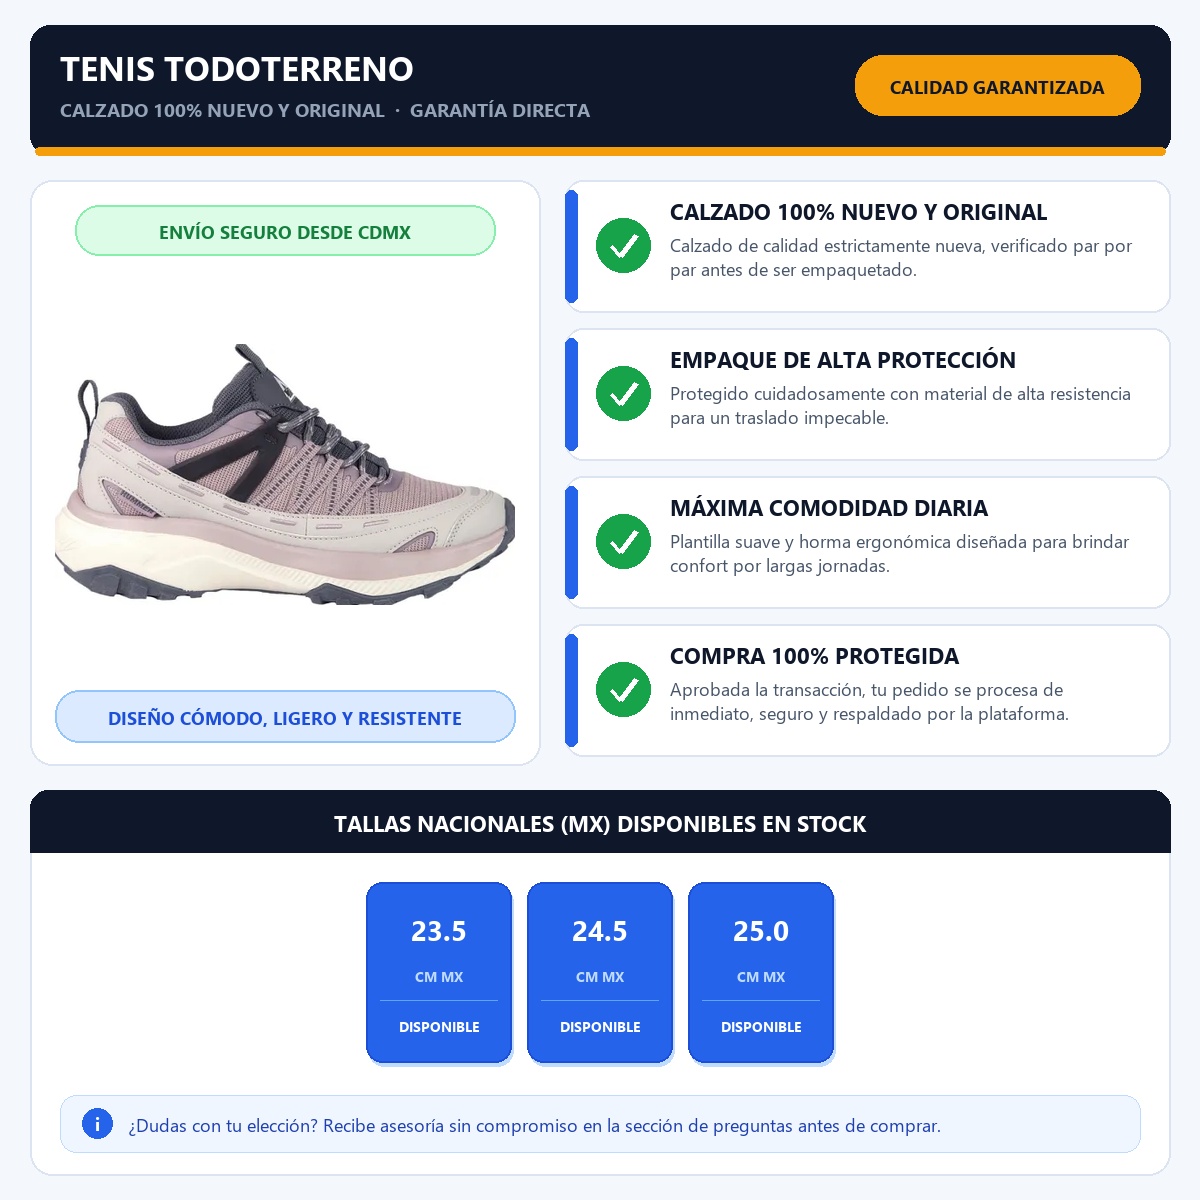 TENIS TODOTERRENO
CALZADO 100% NUEVO Y ORIGINAL · GARANTÍA DIRECTA
CALIDAD GARANTIZADA
ENVÍO SEGURO DESDE CDMX
DISEÑO CÓMODO, LIGERO Y RESISTENTE
CALZADO 100% NUEVO Y ORIGINAL
Calzado de calidad estrictamente nueva, verificado par por
par antes de ser empaquetado.
EMPAQUE DE ALTA PROTECCIÓN
Protegido cuidadosamente con material de alta resistencia
para un traslado impecable.
MÁXIMA COMODIDAD DIARIA
Plantilla suave y horma ergonómica diseñada para brindar
confort por largas jornadas.
COMPRA 100% PROTEGIDA
Aprobada la transacción, tu pedido se procesa de
inmediato, seguro y respaldado por la plataforma.
TALLAS NACIONALES (MX) DISPONIBLES EN STOCK
23.5
CM MX
DISPONIBLE
24.5
CM MX
DISPONIBLE
25.0
CM MX
DISPONIBLE
¿Dudas con tu elección? Recibe asesoría sin compromiso en la sección de preguntas antes de comprar.